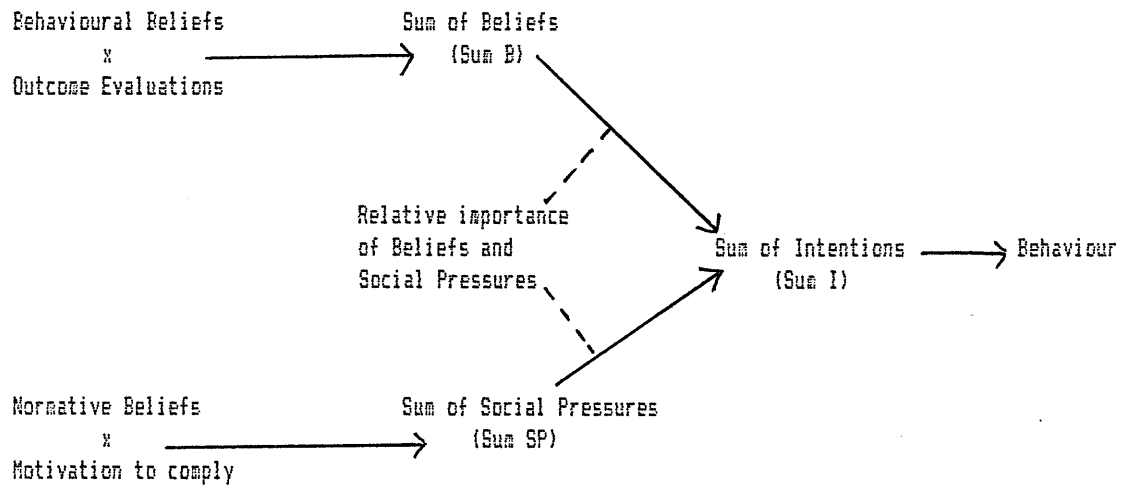 Behavioural Beliefs
x
Outcome Evaluations
Sum of Beliefs
(Sum B)
Relative importance
of Beliefs and
Social Pressures
Sum of Intentions
(Sum I)
Behaviour
Normative Beliefs
x
Motivation to comply
Sum of Social Pressures
(Sum SP)